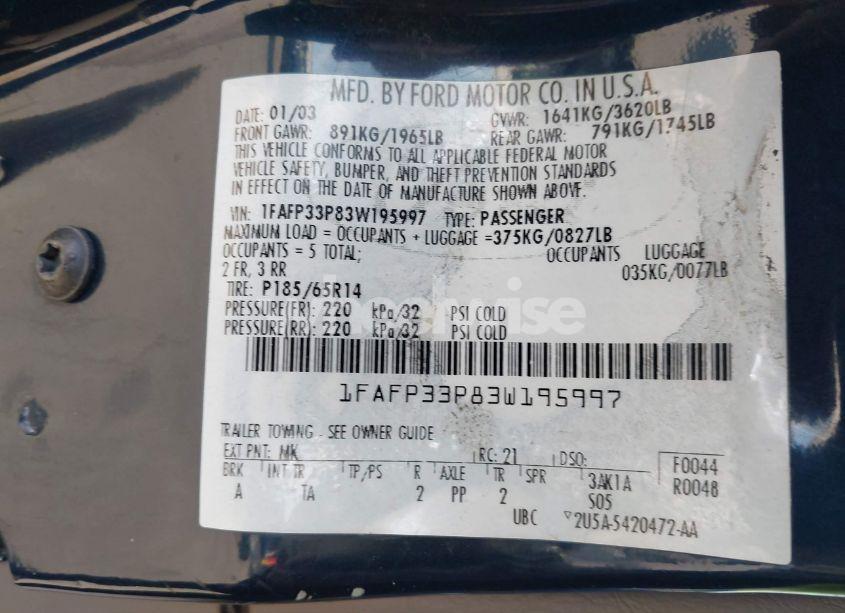 MFD. BY FORD MOTOR CO. IN U.S.A.
DATE: 01/03 GVWR: 1641KG/3620LB
FRONT GAWR: 891KG/1965LB REAR GAWR: 791KG/1745LB
THIS VEHICLE CONFORMS TO ALL APPLICABLE FEDERAL MOTOR
VEHICLE SAFETY, BUMPER, AND THEFT PREVENTION STANDARDS
IN EFFECT ON THE DATE OF MANUFACTURE SHOWN ABOVE.
VIN: 1FAFP33P83W195997 TYPE: PASSENGER
MAXIMUM LOAD = OCCUPANTS + LUGGAGE =375KG/0827LB
OCCUPANTS = 5 TOTAL; OCCUPANTS LUGGAGE
2 FR, 3 RR 035KG/0077LB
TIRE: P185/65R14
PRESSURE(FR): 220 kPa/32 PSI COLD
PRESSURE(RR): 220 kPa/32 PSI COLD
1FAFP33P83W195997
TRAILER TOWING - SEE OWNER GUIDE
EXT PNT: MK RC: 21 DSO: F0044
BRK INT TR TP/PS R AXLE TR SPR 3AK1A R0048
A TA 2 PP 2 S05
UBC 2U5A-5420472-AA